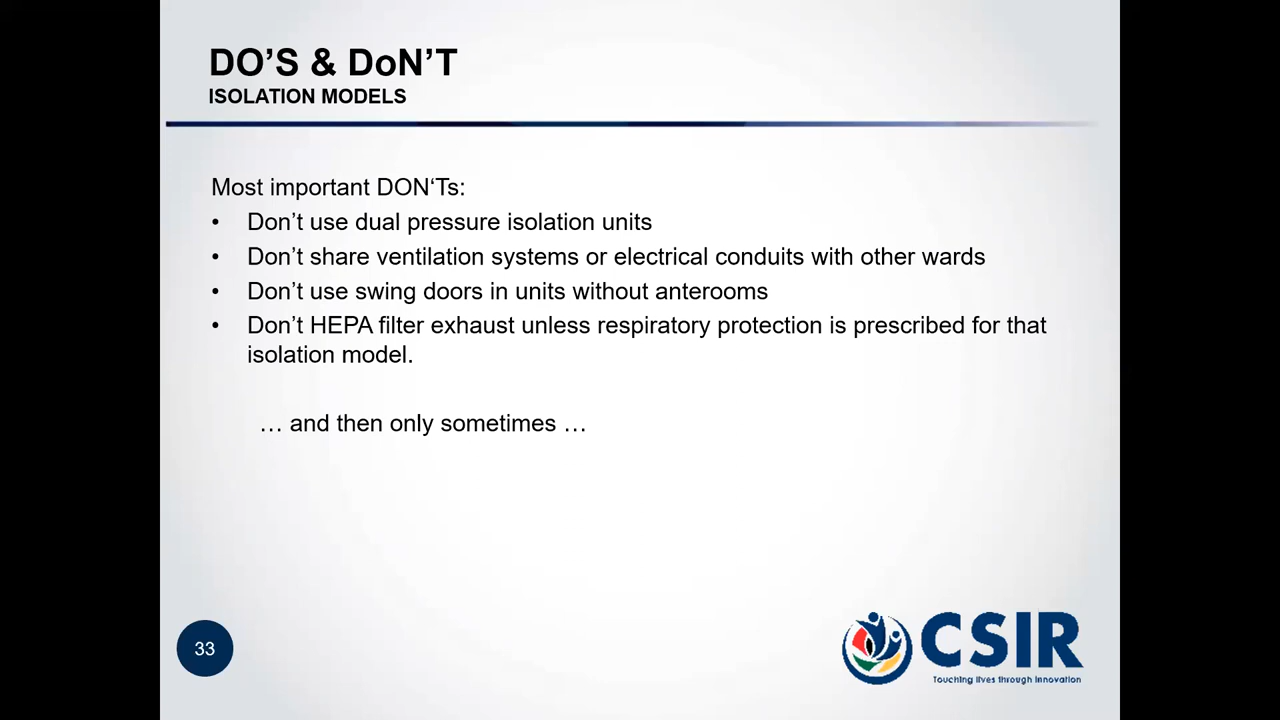 DO’S & DoN’T
ISOLATION MODELS
Most important DON‘Ts:
• Don’t use dual pressure isolation units
• Don’t share ventilation systems or electrical conduits with other wards
• Don’t use swing doors in units without anterooms
• Don’t HEPA filter exhaust unless respiratory protection is prescribed for that
isolation model.
… and then only sometimes …
33
CSIR
Touching lives through innovation